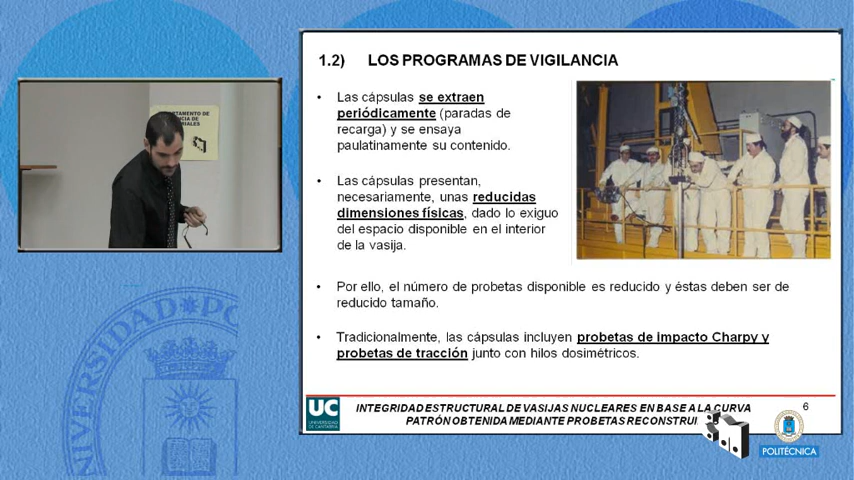 1.2) LOS PROGRAMAS DE VIGILANCIA
• Las cápsulas se extraen
periódicamente (paradas de
recarga) y se ensaya
paulatinamente su contenido.
• Las cápsulas presentan,
necesariamente, unas reducidas
dimensiones físicas, dado lo exiguo
del espacio disponible en el interior
de la vasija.
• Por ello, el número de probetas disponible es reducido y éstas deben ser de
reducido tamaño.
• Tradicionalmente, las cápsulas incluyen probetas de impacto Charpy y
probetas de tracción junto con hilos dosimétricos.
UC
UNIVERSIDAD
DE CANTABRIA
INTEGRIDAD ESTRUCTURAL DE VASIJAS NUCLEARES EN BASE A LA CURVA
PATRÓN OBTENIDA MEDIANTE PROBETAS
6
POLITÉCNICA
UNIVERSIDAD PO